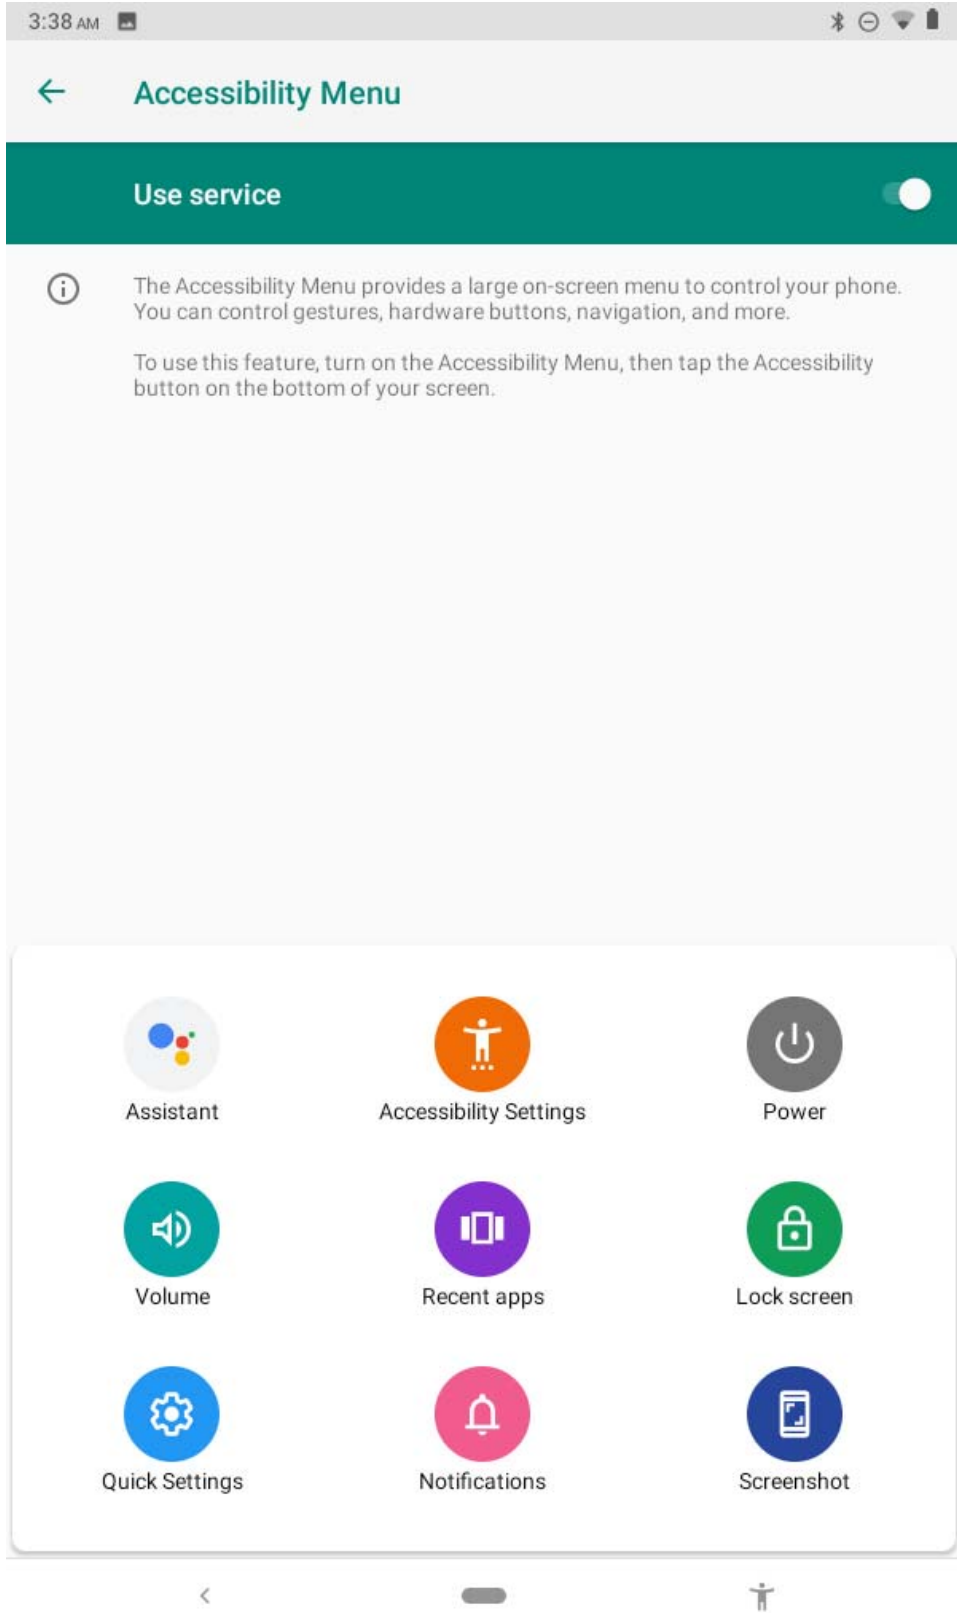 3:38 AM
Accessibility Menu
Use service
The Accessibility Menu provides a large on-screen menu to control your phone.
You can control gestures, hardware buttons, navigation, and more.
To use this feature, turn on the Accessibility Menu, then tap the Accessibility
button on the bottom of your screen.
Assistant
Accessibility Settings
Power
Volume
Recent apps
Lock screen
Quick Settings
Notifications
Screenshot